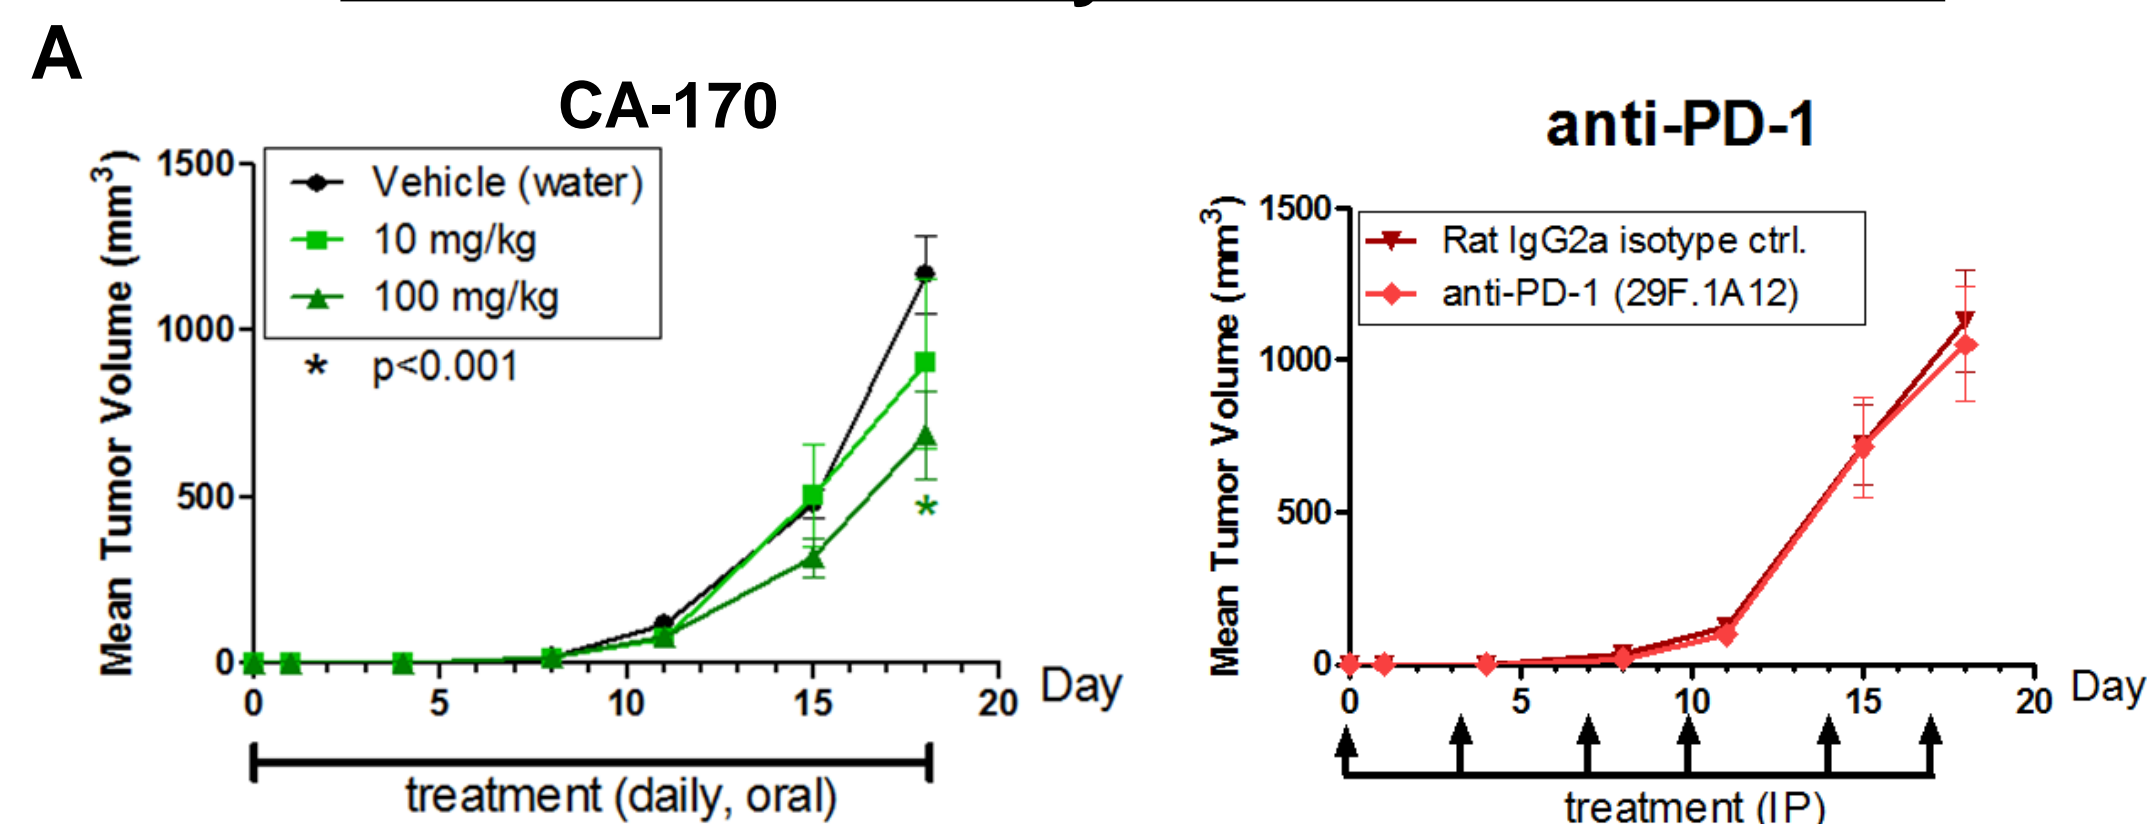 A
CA-170
Mean Tumor Volume (mm³)
1500
1000
500
0
Vehicle (water)
10 mg/kg
100 mg/kg
* p<0.001
*
0 5 10 15 20 Day
treatment (daily, oral)
anti-PD-1
Mean Tumor Volume (mm³)
1500
1000
500
0
Rat IgG2a isotype ctrl.
anti-PD-1 (29F.1A12)
0 5 10 15 20 Day
treatment (IP)